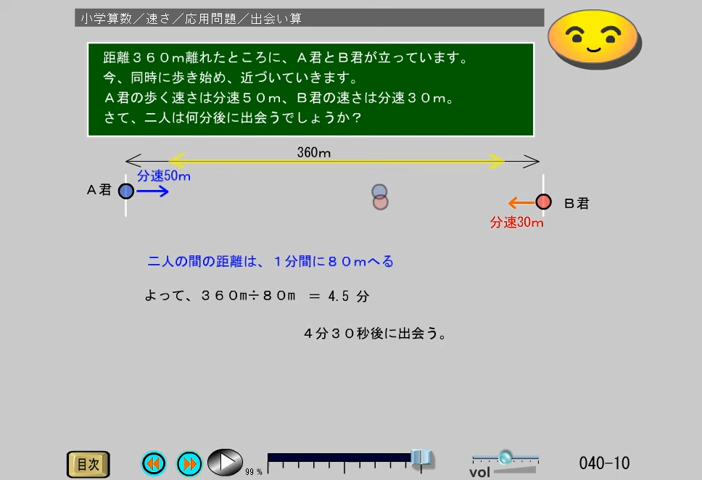 小学算数／速さ／応用問題／出会い算
距離３６０ｍ離れたところに、Ａ君とＢ君が立っています。
今、同時に歩き始め、近づいていきます。
Ａ君の歩く速さは分速５０ｍ、Ｂ君の速さは分速３０ｍ。
さて、二人は何分後に出会うでしょうか？
360m
分速50m
Ａ君
Ｂ君
分速30m
二人の間の距離は、１分間に８０ｍへる
よって、３６０m÷８０m ＝ 4.5 分
４分３０秒後に出会う。
目次
99 %
vol
040-10